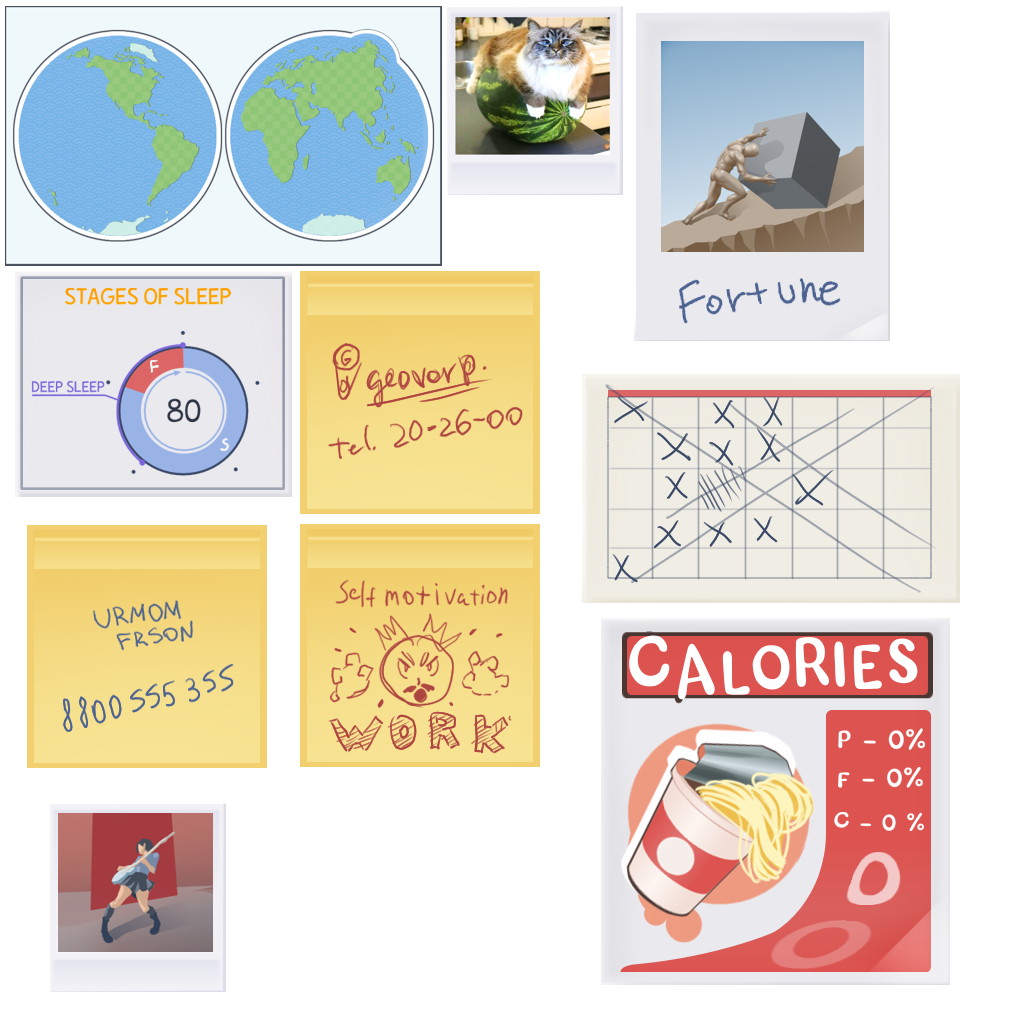 Fortune
STAGES OF SLEEP
DEEP SLEEP
F
80
S
G
geovorp.
tel. 20-26-00
URMOM
FRSON
8800 555 355
Self motivation
WORK
CALORIES
P - 0%
F - 0%
C - 0 %
0
0